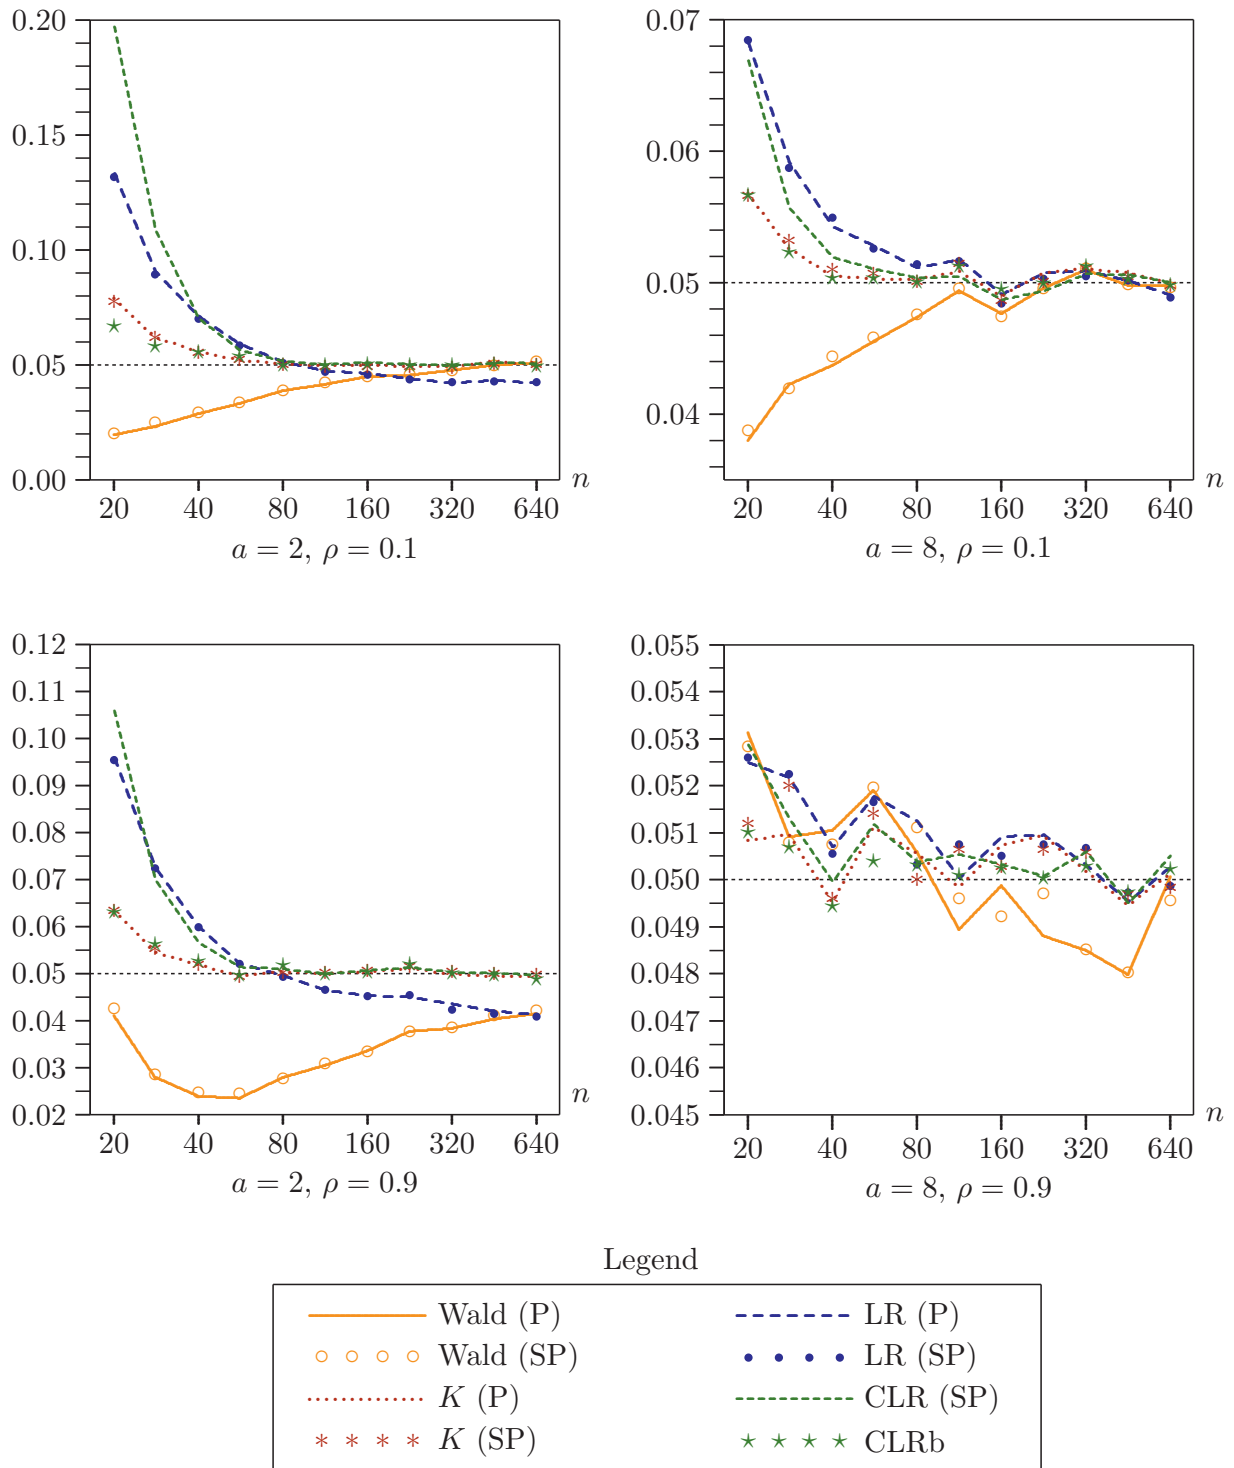 0.20
0.15
0.10
0.05
0.00
20 40 80 160 320 640
n
a = 2, ρ = 0.1
0.07
0.06
0.05
0.04
20 40 80 160 320 640
n
a = 8, ρ = 0.1
0.12
0.11
0.10
0.09
0.08
0.07
0.06
0.05
0.04
0.03
0.02
20 40 80 160 320 640
n
a = 2, ρ = 0.9
0.055
0.054
0.053
0.052
0.051
0.050
0.049
0.048
0.047
0.046
0.045
20 40 80 160 320 640
n
a = 8, ρ = 0.9
Legend
Wald (P)
Wald (SP)
K (P)
K (SP)
LR (P)
LR (SP)
CLR (SP)
CLRb